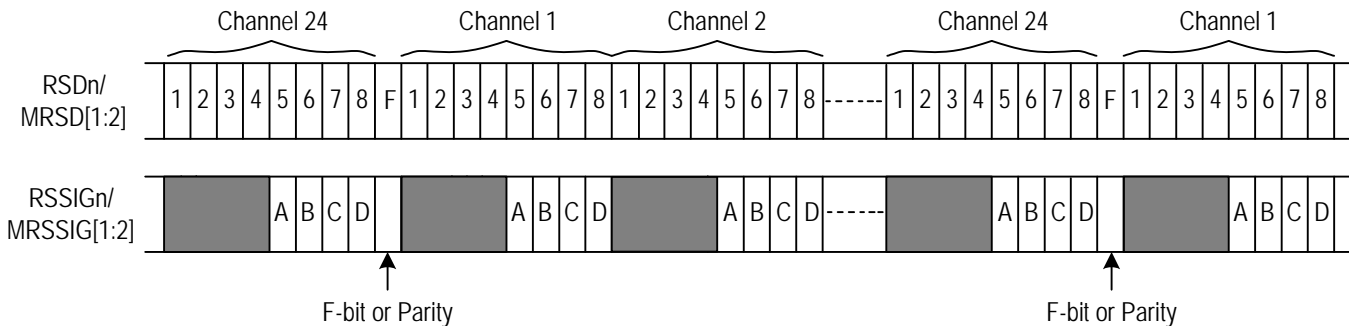 Channel 24 Channel 1 Channel 2 Channel 24 Channel 1
RSDn/
MRSD[1:2]
1 2 3 4 5 6 7 8 F 1 2 3 4 5 6 7 8 1 2 3 4 5 6 7 8 1 2 3 4 5 6 7 8 F 1 2 3 4 5 6 7 8
RSSIGn/
MRSSIG[1:2]
A B C D A B C D A B C D A B C D A B C D
F-bit or Parity F-bit or Parity